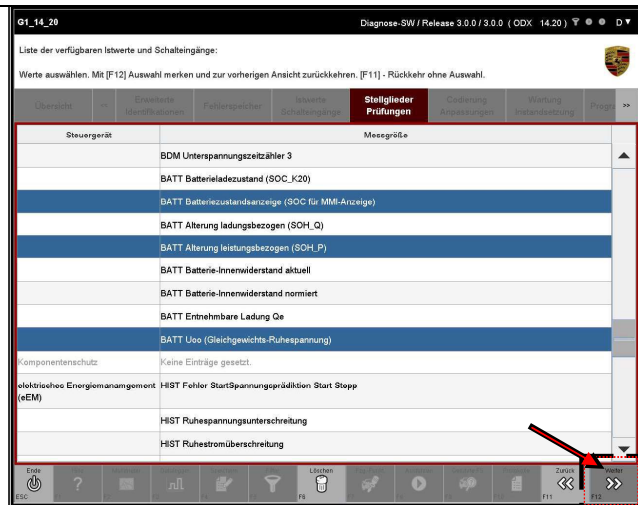 G1_14_20 Diagnose-SW / Release 3.0.0 / 3.0.0 ( ODX 14.20 ) D
Liste der verfügbaren Istwerte und Schalteingänge:
Werte auswählen. Mit [F12] Auswahl merken und zur vorherigen Ansicht zurückkehren. [F11] - Rückkehr ohne Auswahl.
Übersicht >> Erweiterte Identifikationen Fehlerspeicher Istwerte Schalteingänge Stellglieder Prüfungen Codierung Anpassungen Wartung Instandsetzung Progra >>
Steuergerät Messgröße
BDM Unterspannungszeitzähler 3
BATT Batterieladezustand (SOC_K20)
BATT Batteriezustandsanzeige (SOC für MMI-Anzeige)
BATT Alterung ladungsbezogen (SOH_Q)
BATT Alterung leistungsbezogen (SOH_P)
BATT Batterie-Innenwiderstand aktuell
BATT Batterie-Innenwiderstand normiert
BATT Entnehmbare Ladung Qe
BATT Uoo (Gleichgewichts-Ruhespannung)
Komponentenschutz Keine Einträge gesetzt.
elektrisches Energiemanamgement (eEM) HIST Fehler StartSpannungsprädiktion Start Stopp
HIST Ruhespannungsunterschreitung
HIST Ruhestromüberschreitung
Ende Löschen Zurück Weiter
ESC F6 F11 F12